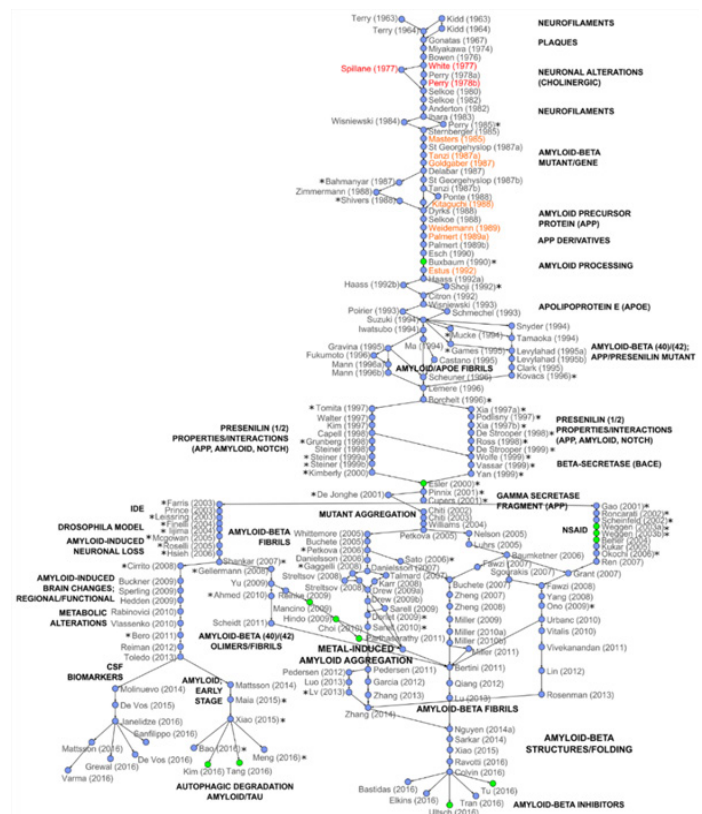 Terry (1963)
Kidd (1963)
Kidd (1964)
NEUROFILAMENTS
Terry (1964)
Gonatas (1967)
PLAQUES
Miyakawa (1974)
Bowen (1976)
White (1977)
Spillane (1977)
Perry (1978a)
NEURONAL ALTERATIONS
(CHOLINERGIC)
Perry (1978b)
Selkoe (1980)
Selkoe (1982)
Anderton (1982)
NEUROFILAMENTS
Ihara (1983)
Wisniewski (1984)
Perry (1985)*
Sternberger (1985)
Masters (1985)
St Georgehyslop (1987a)
AMYLOID-BETA
MUTANT/GENE
Tanzi (1987a)
Goldgaber (1987)
Delabar (1987)
*Bahmanyar (1987)
St Georgehyslop (1987b)
Tanzi (1987b)
Zimmermann (1988)
Ponte (1988)
*Shivers (1988)
Kitaguchi (1988)
Dyrks (1988)
AMYLOID PRECURSOR
PROTEIN (APP)
Selkoe (1988)
Weidemann (1989)
Palmert (1989a)
APP DERIVATIVES
Palmert (1989b)
Esch (1990)
Buxbaum (1990)*
AMYLOID PROCESSING
Estus (1992)
Haass (1992a)
Haass (1992b)
Shoji (1992)*
Citron (1992)
Wisniewski (1993)
APOLIPOPROTEIN E (APOE)
Poirier (1993)
Schmechel (1993)
Suzuki (1994)
Snyder (1994)
Iwatsubo (1994)
Mucke (1994)
Tamaoka (1994)
Gravina (1995)
Ma (1994)
*Games (1995)
Levylahad (1995a)
AMYLOID-BETA (40)/(42);
APP/PRESENILIN MUTANT
Fukumoto (1996)
Castano (1995)
Levylahad (1995b)
Mann (1996a)
AMYLOID/APOE FIBRILS
Clark (1995)
Mann (1996b)
Scheuner (1996)
Kovacs (1996)*
Lemere (1996)
Borchelt (1996)*
*Tomita (1997)
Xia (1997a)*
Walter (1997)
Podlisny (1997)*
PRESENILIN (1/2)
PROPERTIES/INTERACTIONS
(APP, AMYLOID, NOTCH)
Kim (1997)
Xia (1997b)*
PRESENILIN (1/2)
PROPERTIES/INTERACTIONS
(APP, AMYLOID, NOTCH)
Capell (1998)
De Strooper (1998)*
*Grunberg (1998)
Ross (1998)
Steiner (1998)
De Strooper (1999)
Steiner (1999a)
Wolfe (1999)*
*Steiner (1999b)
Vassar (1999)*
BETA-SECRETASE (BACE)
*Kimberly (2000)
Yan (1999)*
Esler (2000)*
*De Jonghe (2001)
Pinnix (2001)*
Cupers (2001)*
GAMMA SECRETASE
FRAGMENT (APP)
*Farris (2003)
Gao (2001)*
IDE
Prince (2003)
MUTANT AGGREGATION
Chiti (2002)
Roncarati (2002)*
*Leissring (2003)
Chiti (2003)
Scheinfeld (2002)*
DROSOPHILA MODEL
*Finelli (2004)
Williams (2004)
NSAID
Weggen (2003a)*
*Iijima (2004)
AMYLOID-BETA
FIBRILS
Whittemore (2005)
Petkova (2005)
Nelson (2005)
Weggen (2003b)*
AMYLOID-INDUCED
NEURONAL LOSS
*Mcgowan (2005)
Buchete (2005)
Luhrs (2005)
Beher (2004)
*Roselli (2005)
*Petkova (2006)
Kukar (2005)
*Hsieh (2006)
Danielsson (2007)
Sato (2006)*
Baumketner (2006)
Okochi (2006)*
Shankar (2007)*
*Gaggelli (2008)
Fawzi (2007)
Ren (2007)
*Cirrito (2008)
*Gellermann (2008)
Talmard (2007)
Sgourakis (2007)
Grant (2007)
Buckner (2009)
Yu (2009)
Streltsov (2008)
Karr (2008)
Buchete (2007)
Fawzi (2008)
AMYLOID-INDUCED
BRAIN CHANGES;
REGIONAL/FUNCTIONAL
Sperling (2009)
*Ahmed (2010)
Drew (2009a)
Zheng (2007)
Yang (2008)
Hedden (2009)
Mancino (2009)
Drew (2009b)
Zheng (2008)
Ono (2009)*
METABOLIC
ALTERATIONS
Rabinovici (2010)
Hindo (2009)
Sarell (2009)
Miller (2009)
Urbanc (2010)
Vlassenko (2010)
Scheidt (2011)
Choi (2010)
Sarell (2010)*
Miller (2010a)
Vitalis (2010)
*Bero (2011)
AMYLOID-BETA (40)/(42)
OLIMERS/FIBRILS
Parthasarathy (2011)
Miller (2010b)
Reiman (2012)
METAL-INDUCED
AMYLOID AGGREGATION
Miller (2011)
Vivekanandan (2011)
Toledo (2013)
Pedersen (2012)
Pedersen (2011)
Bertini (2011)
Lin (2012)
CSF
BIOMARKERS
AMYLOID;
EARLY
STAGE
Luo (2013)
Garcia (2012)
Qiang (2012)
Molinuevo (2014)
Mattsson (2014)
*Lv (2013)
Zhang (2013)
Lu (2013)
Rosenman (2013)
De Vos (2015)
Maia (2015)*
Zhang (2014)
AMYLOID-BETA FIBRILS
Janelidze (2016)
Xiao (2015)*
Nguyen (2014a)
Sanfilippo (2016)
Sarkar (2014)
AMYLOID-BETA
STRUCTURES/FOLDING
Mattsson (2016)
De Vos (2016)
Bao (2016)*
Meng (2016)*
Xiao (2015)
Grewal (2016)
Kim (2016)
Tang (2016)
Ravotti (2016)
Varma (2016)
Colvin (2016)
AUTOPHAGIC DEGRADATION
AMYLOID/TAU
Bastidas (2016)
Tu (2016)
Elkins (2016)
Tran (2016)
AMYLOID-BETA INHIBITORS
(2016)